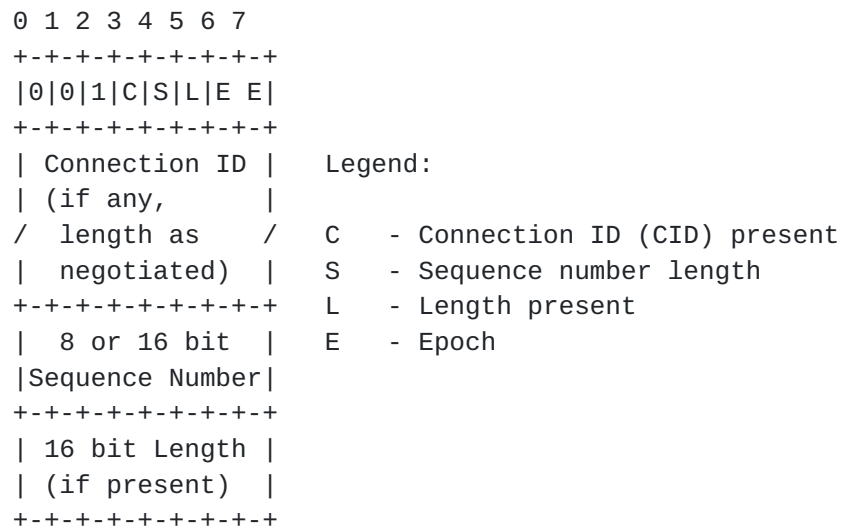 0 1 2 3 4 5 6 7
+-+-+-+-+-+-+-+-+
|0|0|1|C|S|L|E E|
+-+-+-+-+-+-+-+-+
| Connection ID |   Legend:
| (if any,      |
/  length as    /   C   - Connection ID (CID) present
|  negotiated)  |   S   - Sequence number length
+-+-+-+-+-+-+-+-+   L   - Length present
|  8 or 16 bit  |   E   - Epoch
|Sequence Number|
+-+-+-+-+-+-+-+-+
| 16 bit Length |
| (if present)  |
+-+-+-+-+-+-+-+-+